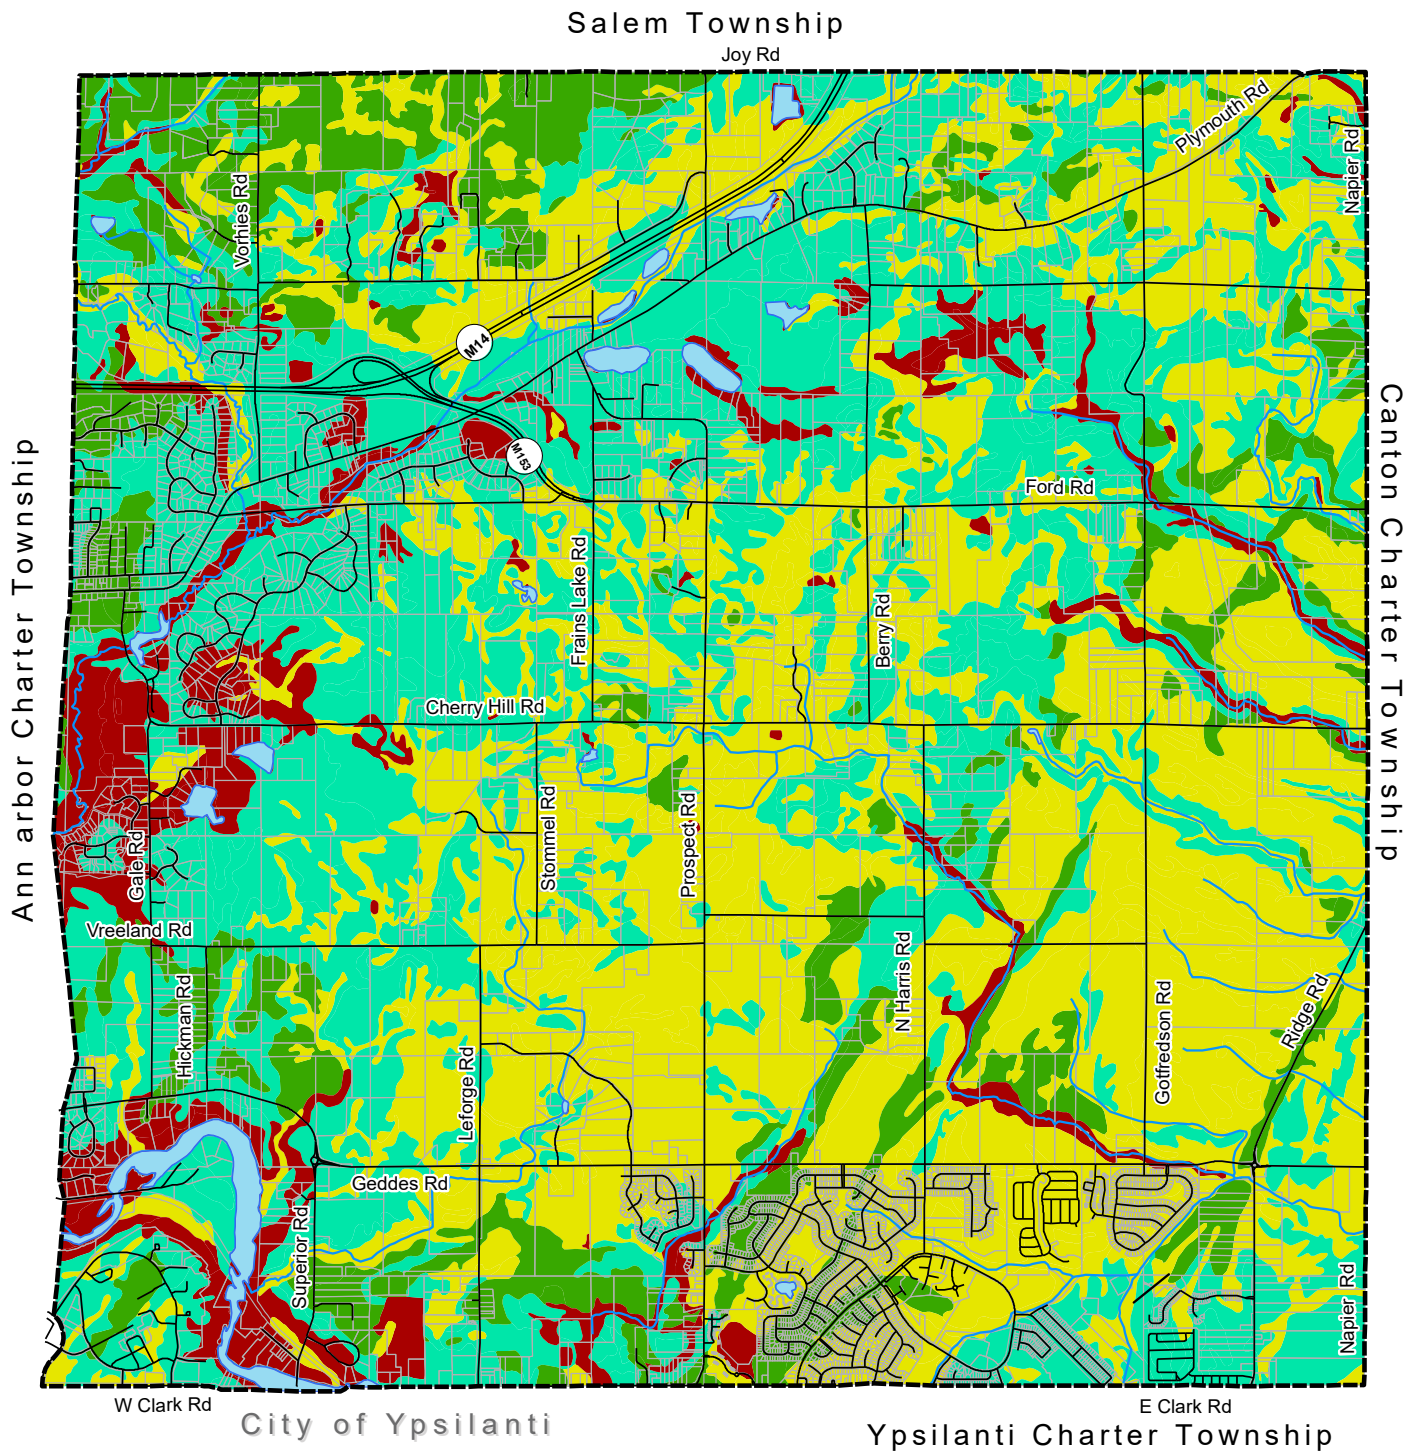 Salem Township
Joy Rd
Plymouth Rd
Napier Rd
Vorhies Rd
M14
M153
Ann arbor Charter Township
Canton Charter Township
Ford Rd
Frains Lake Rd
Berry Rd
Cherry Hill Rd
Stommel Rd
Prospect Rd
Gale Rd
Vreeland Rd
N Harris Rd
Hickman Rd
Goffredson Rd
Ridge Rd
Leforge Rd
Geddes Rd
Superior Rd
Napier Rd
W Clark Rd
E Clark Rd
City of Ypsilanti
Ypsilanti Charter Township